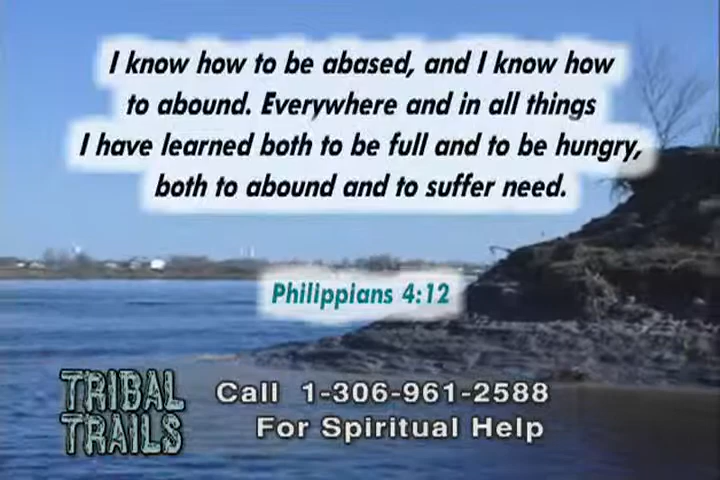 I know how to be abased, and I know how
to abound. Everywhere and in all things
I have learned both to be full and to be hungry,
both to abound and to suffer need.
Philippians 4:12
TRIBAL
TRAILS
Call 1-306-961-2588
For Spiritual Help